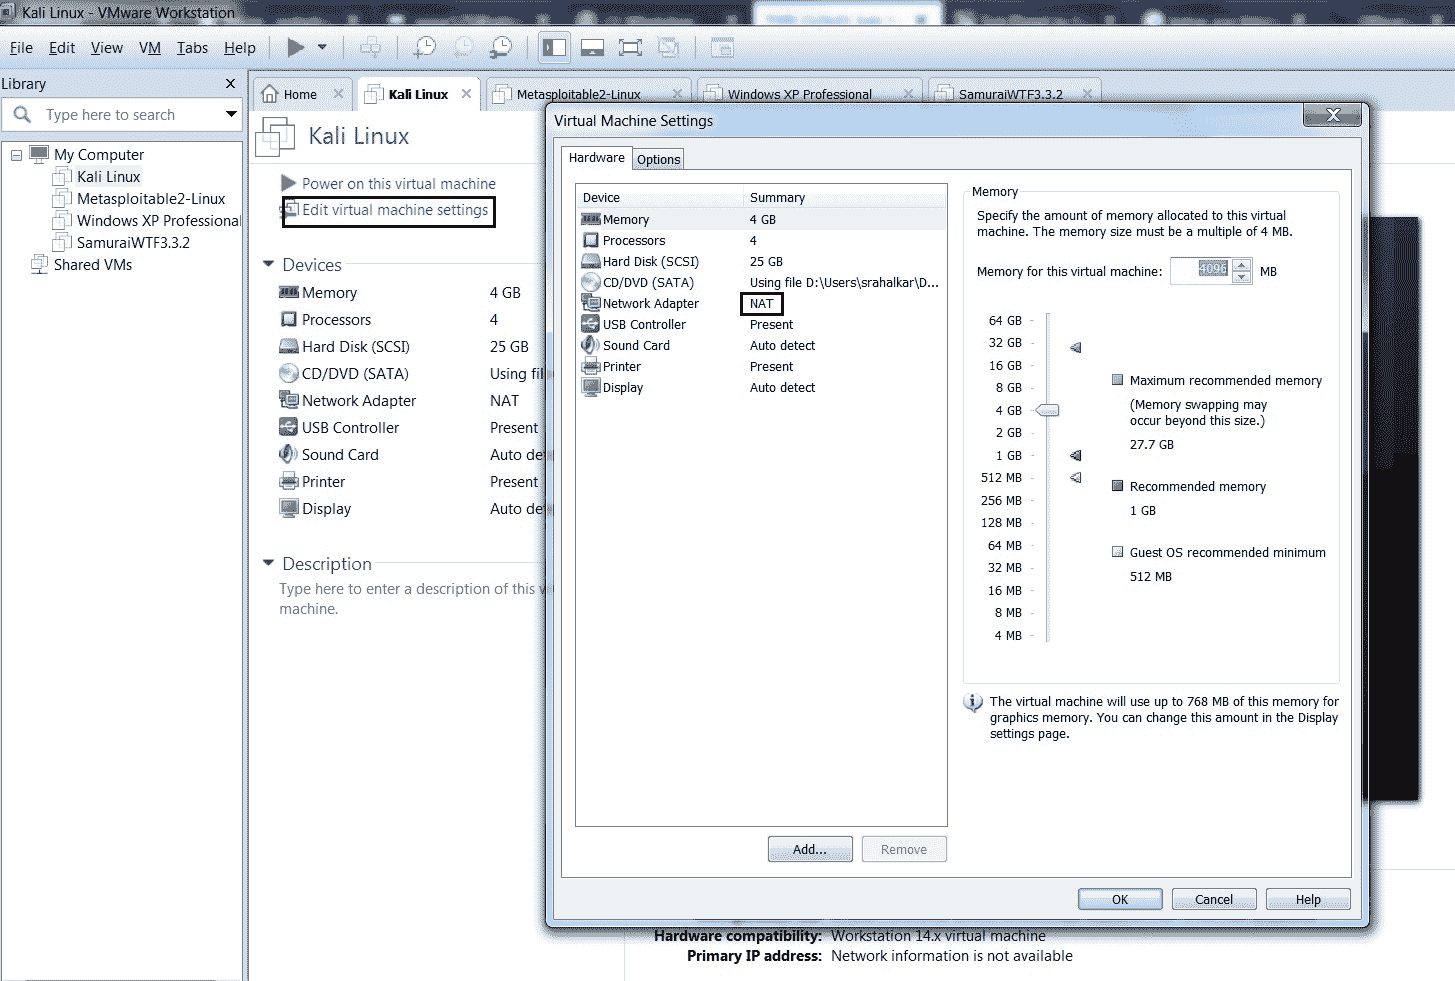 Kali Linux - VMware Workstation
File Edit View VM Tabs Help
Library
Type here to search
My Computer
Kali Linux
Metasploitable2-Linux
Windows XP Professional
SamuraiWTF3.3.2
Shared VMs
Home
Kali Linux
Metasploitable2-Linux
Windows XP Professional
SamuraiWTF3.3.2
Kali Linux
Power on this virtual machine
Edit virtual machine settings
Devices
Memory 4 GB
Processors 4
Hard Disk (SCSI) 25 GB
CD/DVD (SATA) Using fil
Network Adapter NAT
USB Controller Present
Sound Card Auto de
Printer Present
Display Auto de
Description
Type here to enter a description of this v
machine.
Virtual Machine Settings
Hardware Options
Device Summary
Memory 4 GB
Processors 4
Hard Disk (SCSI) 25 GB
CD/DVD (SATA) Using file D:\Users\srahalkar\D...
Network Adapter NAT
USB Controller Present
Sound Card Auto detect
Printer Present
Display Auto detect
Add... Remove
Memory
Specify the amount of memory allocated to this virtual
machine. The memory size must be a multiple of 4 MB.
Memory for this virtual machine: 4096 MB
64 GB
32 GB
16 GB
8 GB
4 GB
2 GB
1 GB
512 MB
256 MB
128 MB
64 MB
32 MB
16 MB
8 MB
4 MB
Maximum recommended memory
(Memory swapping may
occur beyond this size.)
27.7 GB
Recommended memory
1 GB
Guest OS recommended minimum
512 MB
The virtual machine will use up to 768 MB of this memory for
graphics memory. You can change this amount in the Display
settings page.
OK Cancel Help
Hardware compatibility: Workstation 14.x virtual machine
Primary IP address: Network information is not available